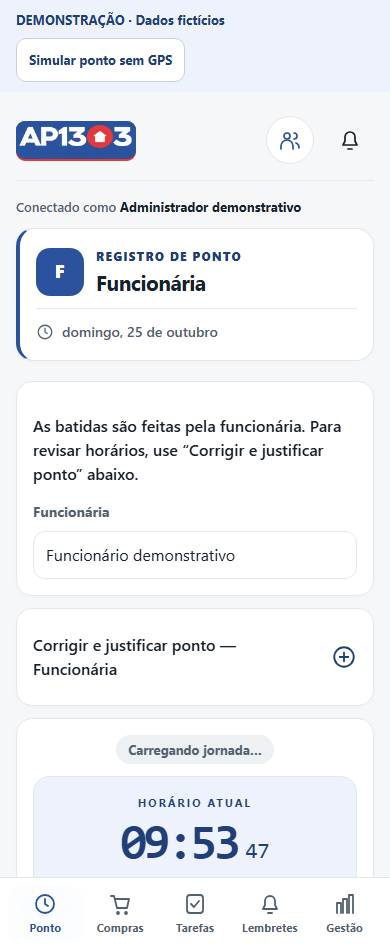 DEMONSTRAÇÃO · Dados fictícios
Simular ponto sem GPS
AP1303
Conectado como Administrador demonstrativo
F
REGISTRO DE PONTO
Funcionária
domingo, 25 de outubro
As batidas são feitas pela funcionária. Para
revisar horários, use “Corrigir e justificar
ponto” abaixo.
Funcionária
Funcionário demonstrativo
Corrigir e justificar ponto —
Funcionária
Carregando jornada...
HORÁRIO ATUAL
09:53 47
Ponto
Compras
Tarefas
Lembretes
Gestão